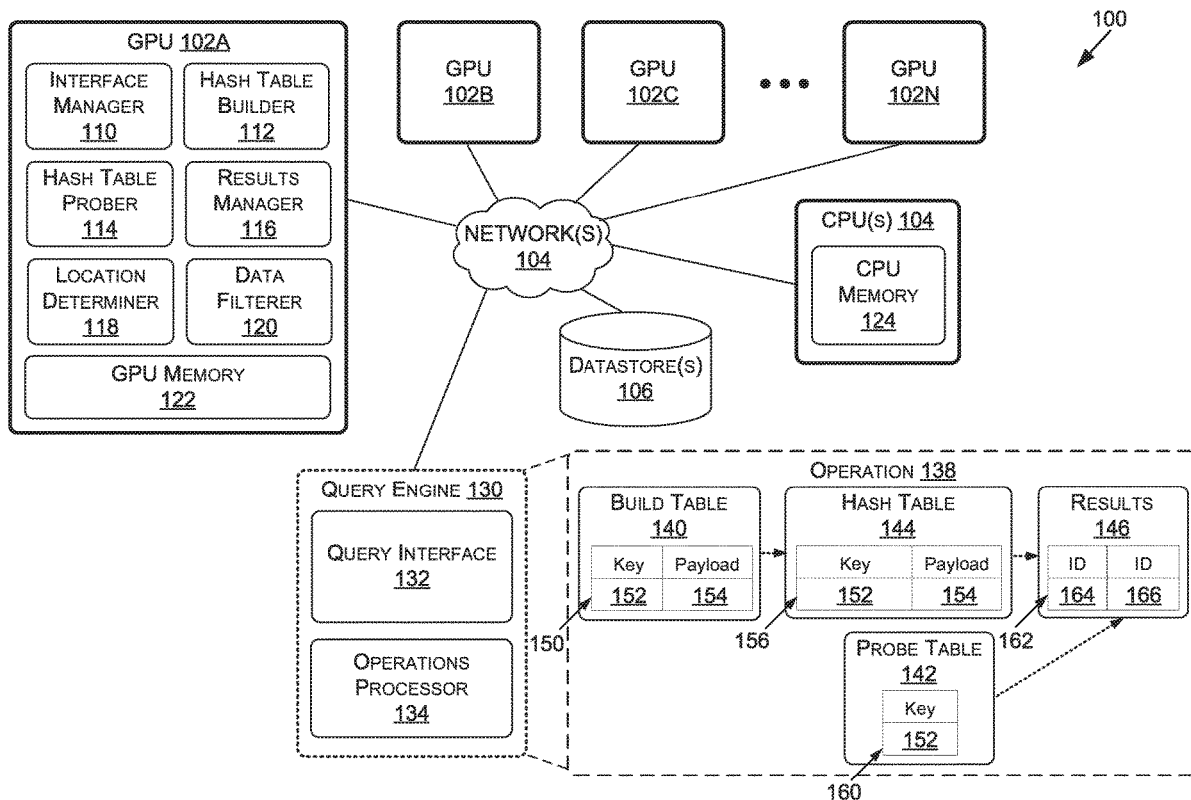 100
GPU 102A
INTERFACE
MANAGER
110
HASH TABLE
BUILDER
112
HASH TABLE
PROBER
114
RESULTS
MANAGER
116
LOCATION
DETERMINER
118
DATA
FILTERER
120
GPU MEMORY
122
GPU
102B
GPU
102C
GPU
102N
NETWORK(S)
104
CPU(S) 104
CPU
MEMORY
124
DATASTORE(S)
106
QUERY ENGINE 130
QUERY INTERFACE
132
OPERATIONS
PROCESSOR
134
OPERATION 138
BUILD TABLE
140
Key Payload
152 154
150
HASH TABLE
144
Key Payload
152 154
156
RESULTS
146
ID ID
164 166
162
PROBE TABLE
142
Key
152
160